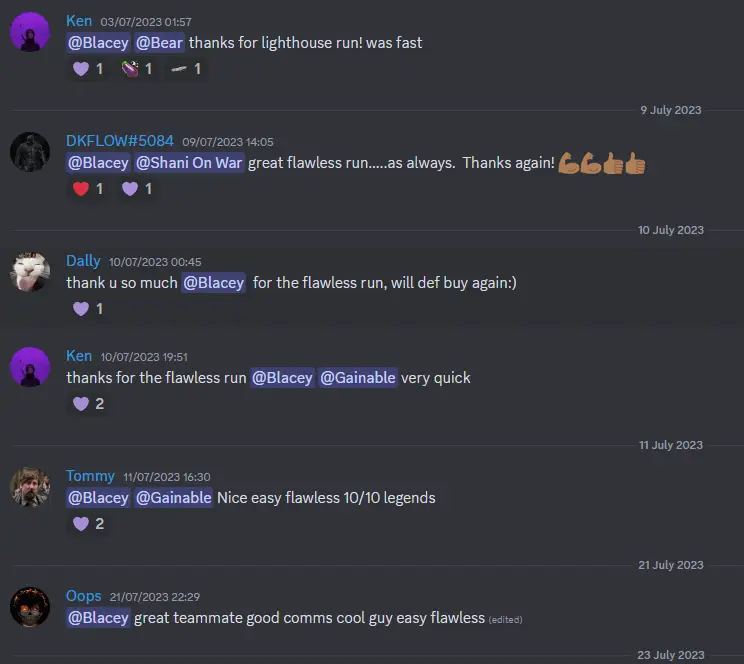 Ken 03/07/2023 01:57
@Blacey @Bear thanks for lighthouse run! was fast
1 1 1
9 July 2023
DKFLOW#5084 09/07/2023 14:05
@Blacey @Shani On War great flawless run.....as always. Thanks again!
1 1
10 July 2023
Dally 10/07/2023 00:45
thank u so much @Blacey for the flawless run, will def buy again:)
1
Ken 10/07/2023 19:51
thanks for the flawless run @Blacey @Gainable very quick
2
11 July 2023
Tommy 11/07/2023 16:30
@Blacey @Gainable Nice easy flawless 10/10 legends
2
21 July 2023
Oops 21/07/2023 22:29
@Blacey great teammate good comms cool guy easy flawless (edited)
23 July 2023